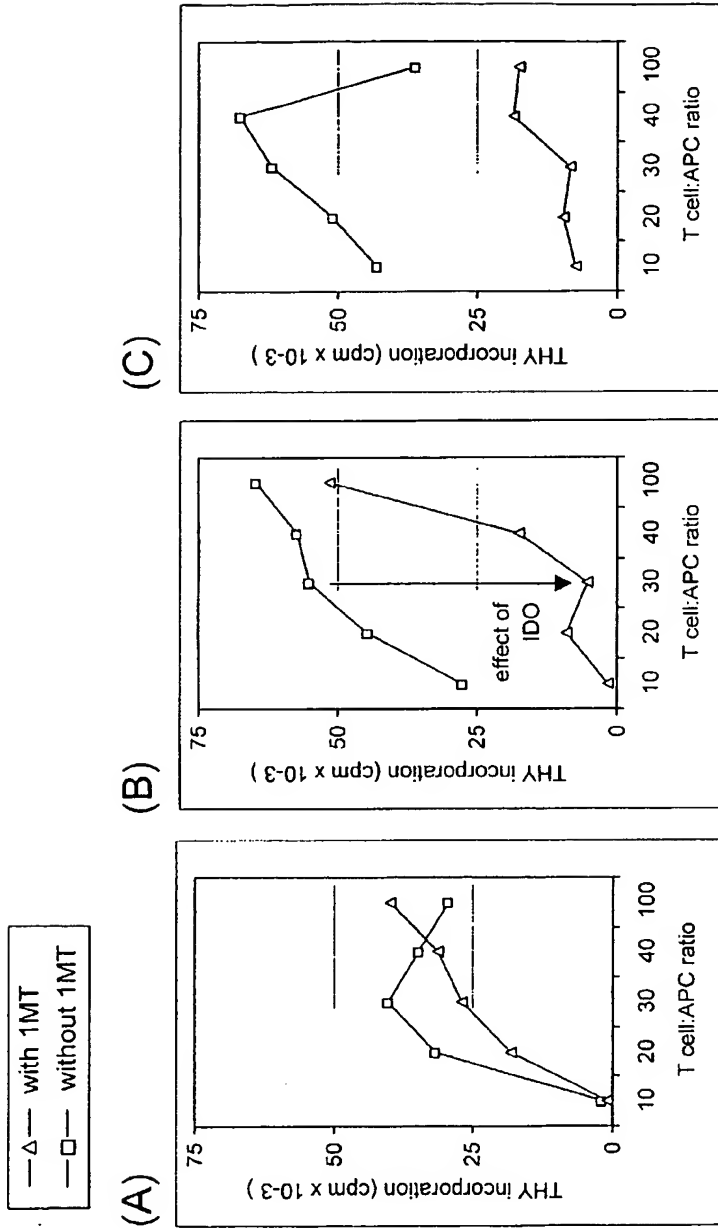 —△— with 1MT
—□— without 1MT
(A)
THY incorporation (cpm x 10-3 )
75
50
25
0
10 20 30 40 100
T cell:APC ratio
(B)
THY incorporation (cpm x 10-3 )
75
50
25
0
effect of
IDO
10 20 30 40 100
T cell:APC ratio
(C)
THY incorporation (cpm x 10-3 )
75
50
25
0
10 20 30 40 100
T cell:APC ratio